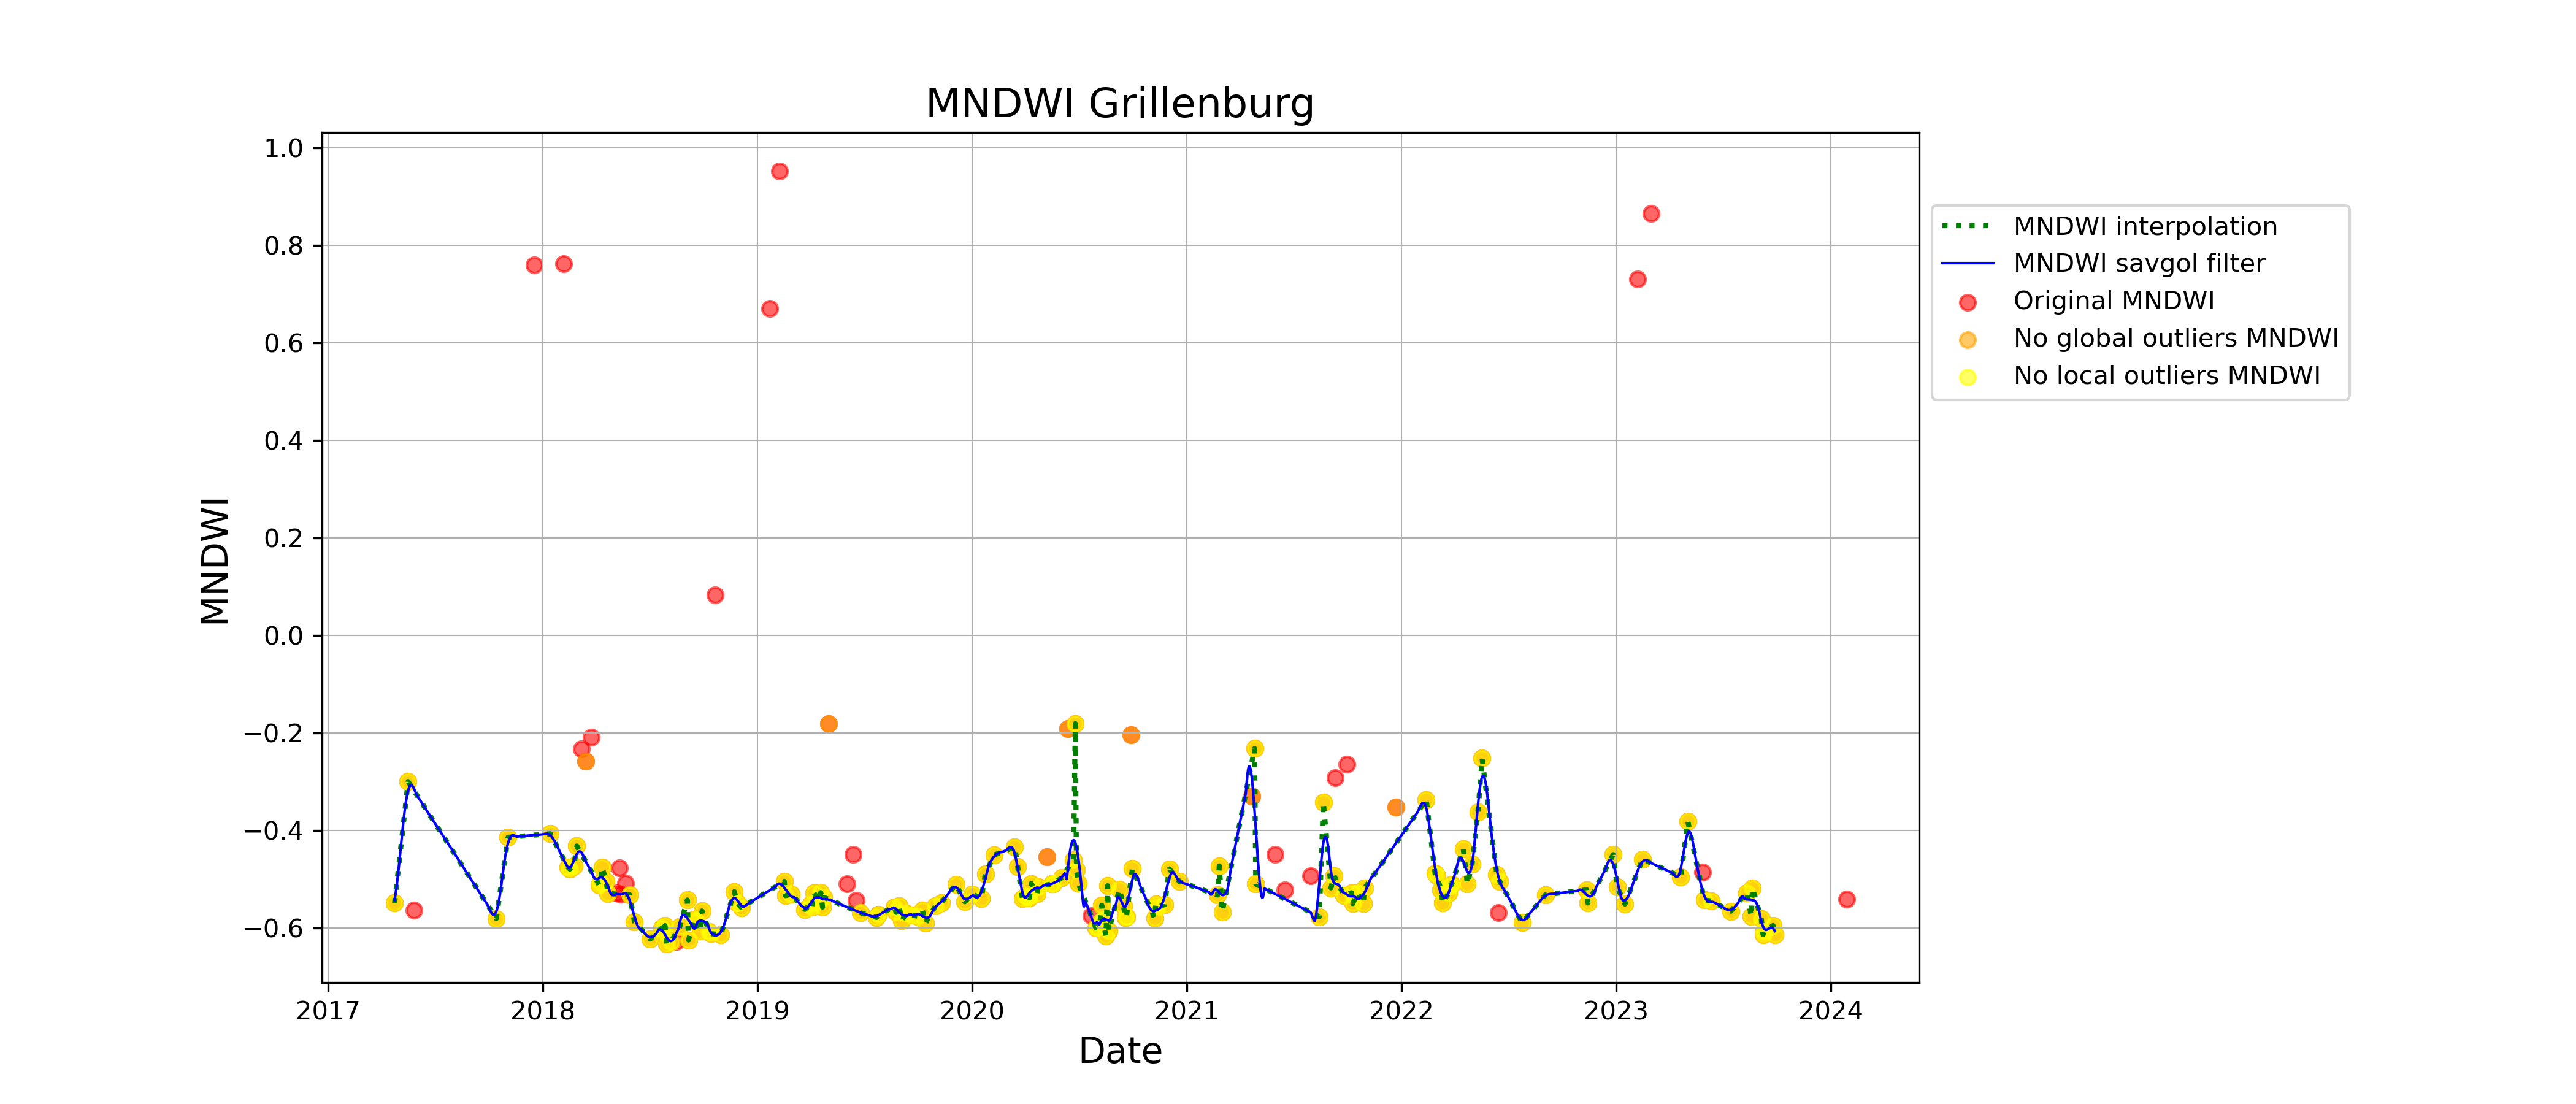 MNDWI Grillenburg
1.0
0.8
0.6
0.4
0.2
0.0
−0.2
−0.4
−0.6
MNDWI
2017 2018 2019 2020 2021 2022 2023 2024
Date
MNDWI interpolation
MNDWI savgol filter
Original MNDWI
No global outliers MNDWI
No local outliers MNDWI